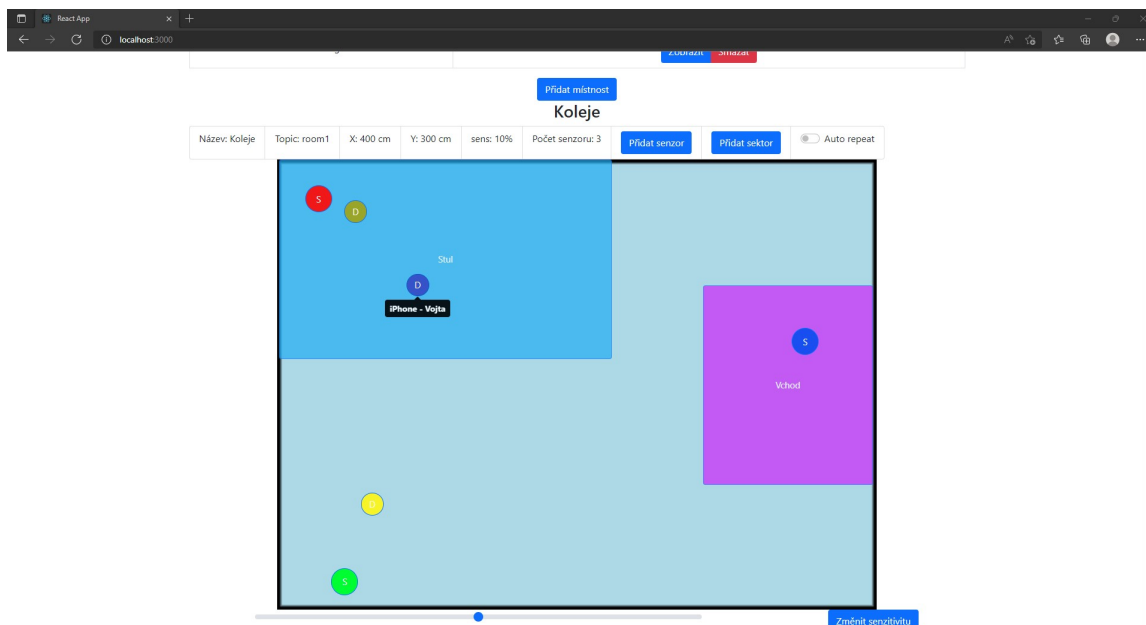 React App
localhost:3000
Zobrazit Smazat
Přidat místnost
Koleje
Název: Koleje Topic: room1 X: 400 cm Y: 300 cm sens: 10% Počet senzoru: 3 Přidat senzor Přidat sektor Auto repeat
S
D
Stul
D
iPhone - Vojta
S
Vchod
D
S
Změnit senzitivitu